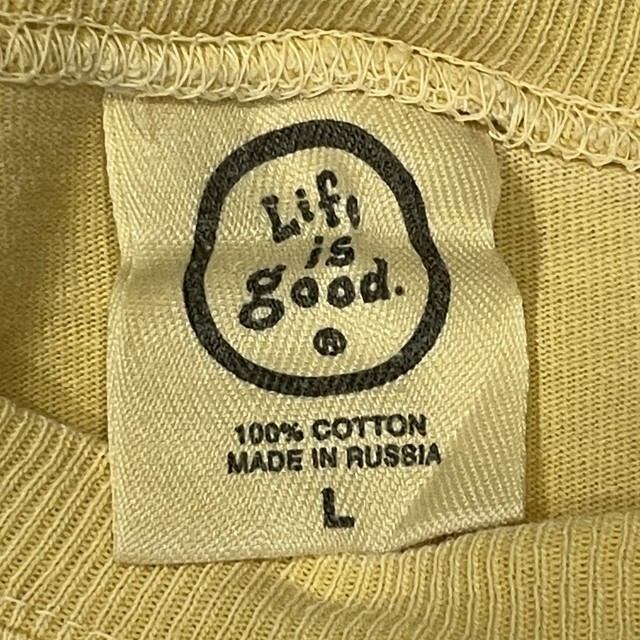 Life
is
good.
®
100% COTTON
MADE IN RUSSIA
L